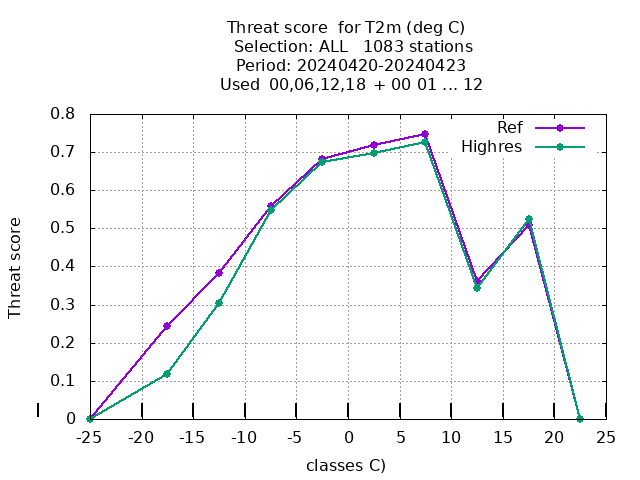 Threat score  for T2m (deg C)
Selection: ALL   1083 stations
Period: 20240420-20240423
Used  00,06,12,18  + 00 01 ... 12
Ref
Highres
0.8
0.7
0.6
0.5
0.4
0.3
0.2
0.1
0
Threat score
-25 -20 -15 -10 -5 0 5 10 15 20 25
classes C)